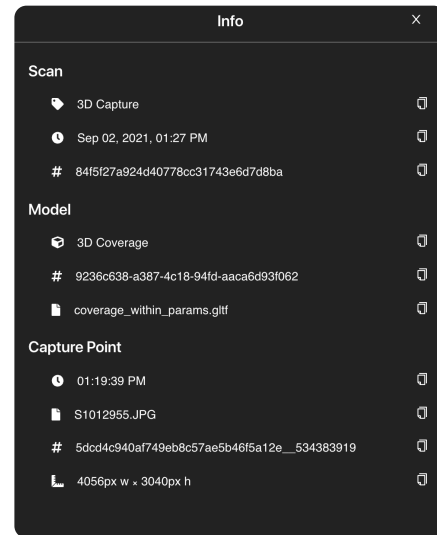 Info X
Scan
3D Capture
Sep 02, 2021, 01:27 PM
# 84f5f27a924d40778cc31743e6d7d8ba
Model
3D Coverage
# 9236c638-a387-4c18-94fd-aaca6d93f062
coverage_within_params.gltf
Capture Point
01:19:39 PM
S1012955.JPG
# 5dcd4c940af749eb8c57ae5b46f5a12e__534383919
4056px w × 3040px h